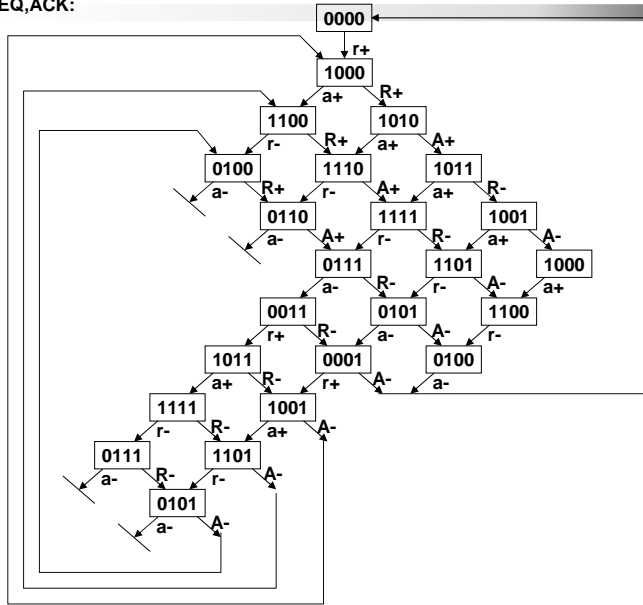 EQ,ACK:
0000
r+
1000
a+ R+
1100 1010
r- R+ a+ A+
0100 1110 1011
a- R+ r- A+ a+ R-
0110 1111 1001
a- A+ r- R- a+ A-
0111 1101 1000
a- R- r- A- a+
0011 0101 1100
r+ R- a- A- r-
1011 0001 0100
a+ R- r+ A- a-
1111 1001
r- R- a+ A-
0111 1101
a- R- r- A-
0101
a- A-